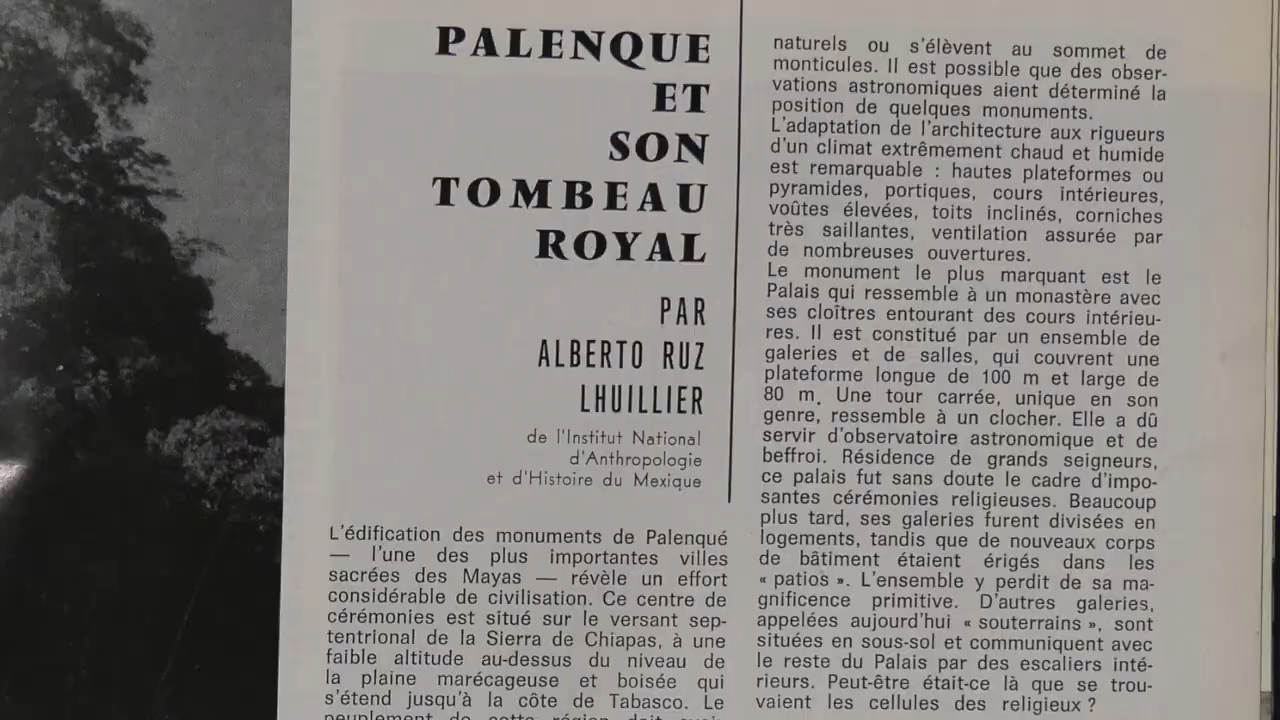 PALENQUE
ET
SON
TOMBEAU
ROYAL
PAR
ALBERTO RUZ
LHUILLIER
de l'Institut National
d'Anthropologie
et d'Histoire du Mexique
L'édification des monuments de Palenqué
— l'une des plus importantes villes
sacrées des Mayas — révèle un effort
considérable de civilisation. Ce centre de
cérémonies est situé sur le versant sep-
tentrional de la Sierra de Chiapas, à une
faible altitude au-dessus du niveau de
la plaine marécageuse et boisée qui
s'étend jusqu'à la côte de Tabasco. Le
peuplement de cette région doit avoir
naturels ou s'élèvent au sommet de
monticules. Il est possible que des obser-
vations astronomiques aient déterminé la
position de quelques monuments.
L'adaptation de l'architecture aux rigueurs
d'un climat extrêmement chaud et humide
est remarquable : hautes plateformes ou
pyramides, portiques, cours intérieures,
voûtes élevées, toits inclinés, corniches
très saillantes, ventilation assurée par
de nombreuses ouvertures.
Le monument le plus marquant est le
Palais qui ressemble à un monastère avec
ses cloîtres entourant des cours intérieu-
res. Il est constitué par un ensemble de
galeries et de salles, qui couvrent une
plateforme longue de 100 m et large de
80 m. Une tour carrée, unique en son
genre, ressemble à un clocher. Elle a dû
servir d'observatoire astronomique et de
beffroi. Résidence de grands seigneurs,
ce palais fut sans doute le cadre d'impo-
santes cérémonies religieuses. Beaucoup
plus tard, ses galeries furent divisées en
logements, tandis que de nouveaux corps
de bâtiment étaient érigés dans les
« patios ». L'ensemble y perdit de sa ma-
gnificence primitive. D'autres galeries,
appelées aujourd'hui « souterrains », sont
situées en sous-sol et communiquent avec
le reste du Palais par des escaliers inté-
rieurs. Peut-être était-ce là que se trou-
vaient les cellules des religieux ?